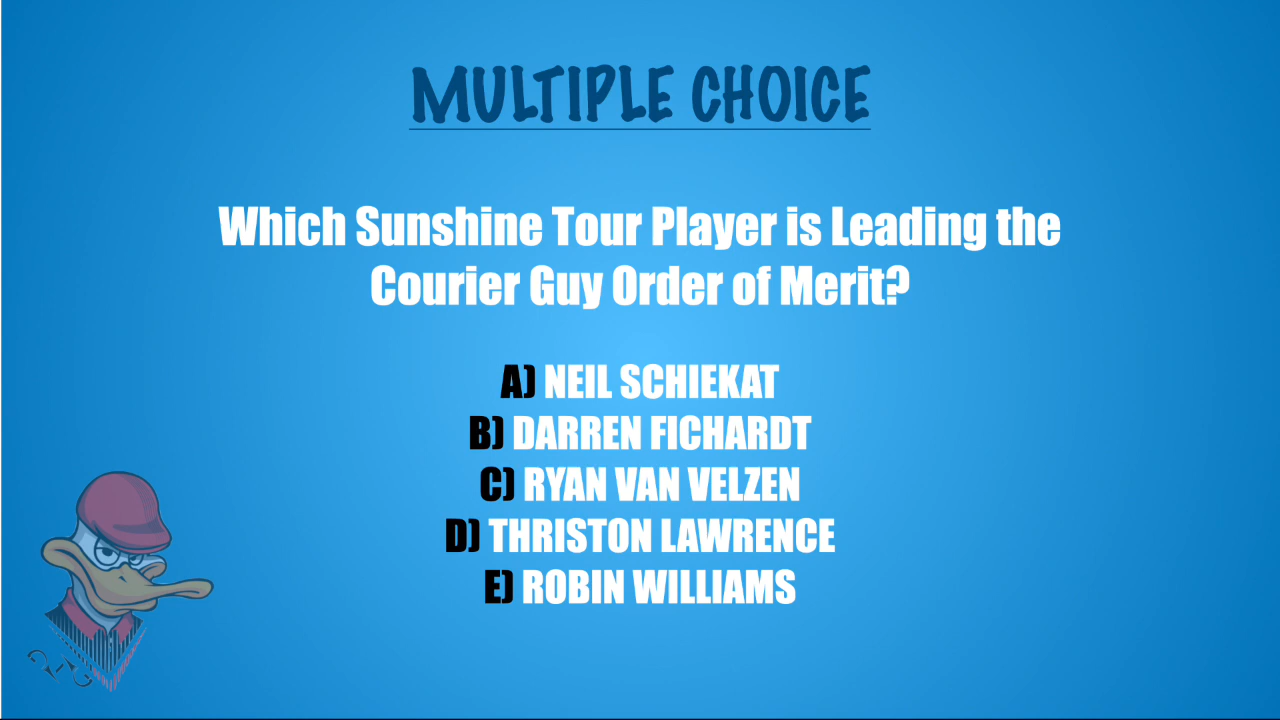 MULTIPLE CHOICE
Which Sunshine Tour Player is Leading the
Courier Guy Order of Merit?
A) NEIL SCHIEKAT
B) DARREN FICHARDT
C) RYAN VAN VELZEN
D) THRISTON LAWRENCE
E) ROBIN WILLIAMS